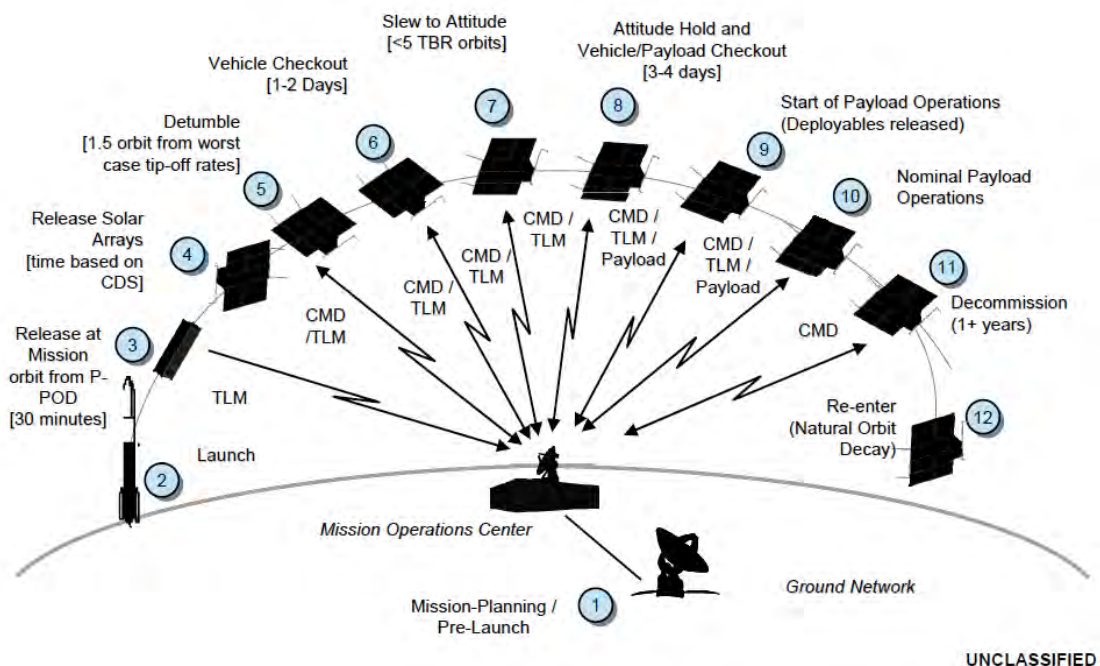 Slew to Attitude
[<5 TBR orbits]
Attitude Hold and
Vehicle/Payload Checkout
[3-4 days]
Vehicle Checkout
[1-2 Days]
Start of Payload Operations
(Deployables released)
Detumble
[1.5 orbit from worst
case tip-off rates]
Nominal Payload
Operations
Release Solar
Arrays
[time based on
CDS]
Decommission
(1+ years)
Release at
Mission
orbit from P-
POD
[30 minutes]
Re-enter
(Natural Orbit
Decay)
Launch
7
8
6
9
5
10
4
11
3
12
2
1
TLM
CMD
/TLM
CMD /
TLM
CMD /
TLM
CMD /
TLM
CMD /
TLM /
Payload
CMD /
TLM /
Payload
CMD
Mission Operations Center
Ground Network
Mission-Planning /
Pre-Launch
UNCLASSIFIED